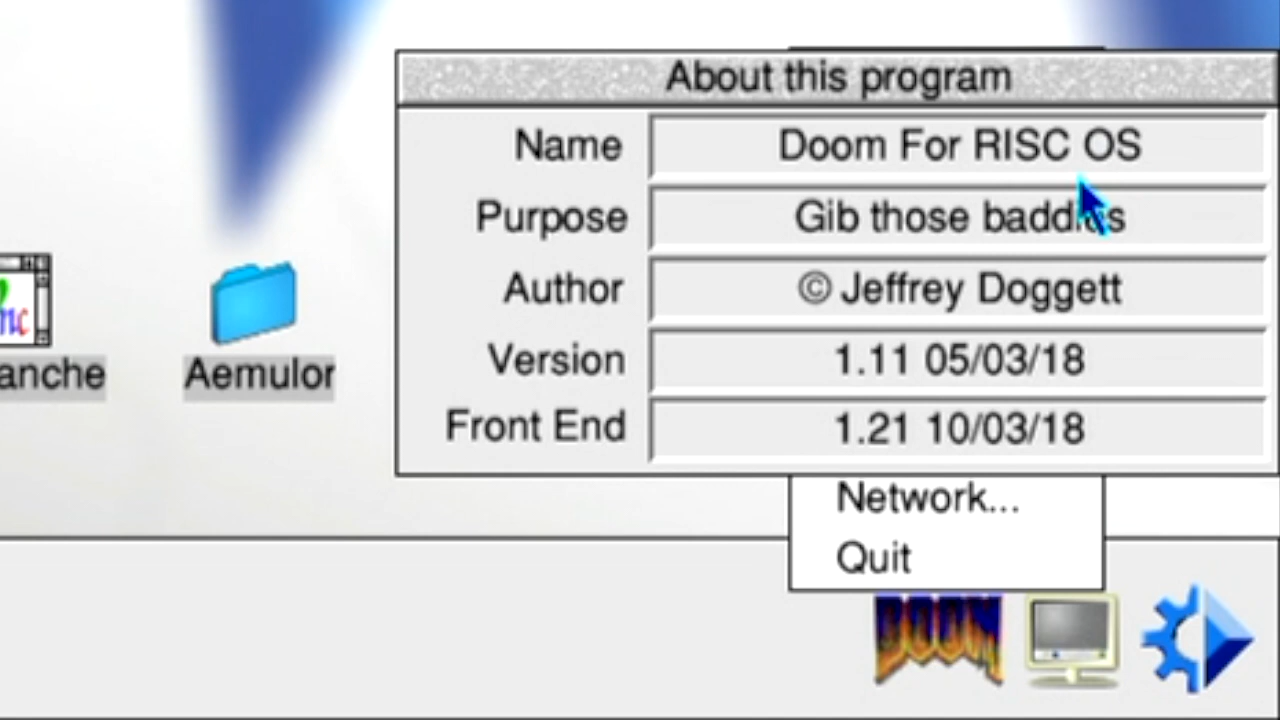 About this program
Name Doom For RISC OS
Purpose Gib those baddies
Author © Jeffrey Doggett
Version 1.11 05/03/18
Front End 1.21 10/03/18
anche
Aemulor
Network...
Quit
DOOM